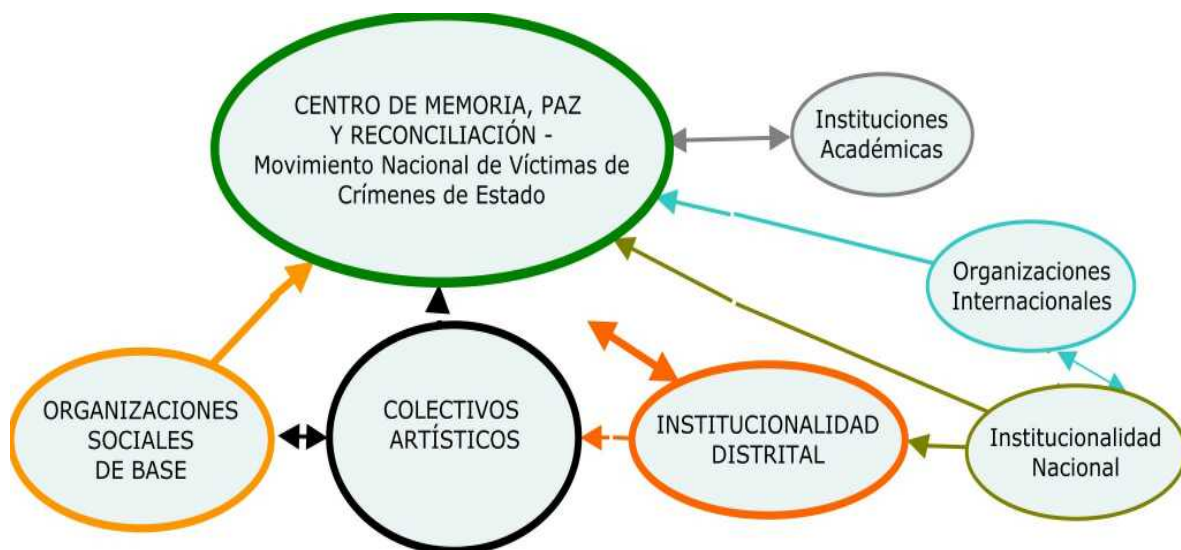 CENTRO DE MEMORIA, PAZ
Y RECONCILIACIÓN -
Movimiento Nacional de Víctimas de
Crímenes de Estado
Instituciones
Académicas
Organizaciones
Internacionales
ORGANIZACIONES
SOCIALES
DE BASE
COLECTIVOS
ARTÍSTICOS
INSTITUCIONALIDAD
DISTRITAL
Institucionalidad
Nacional